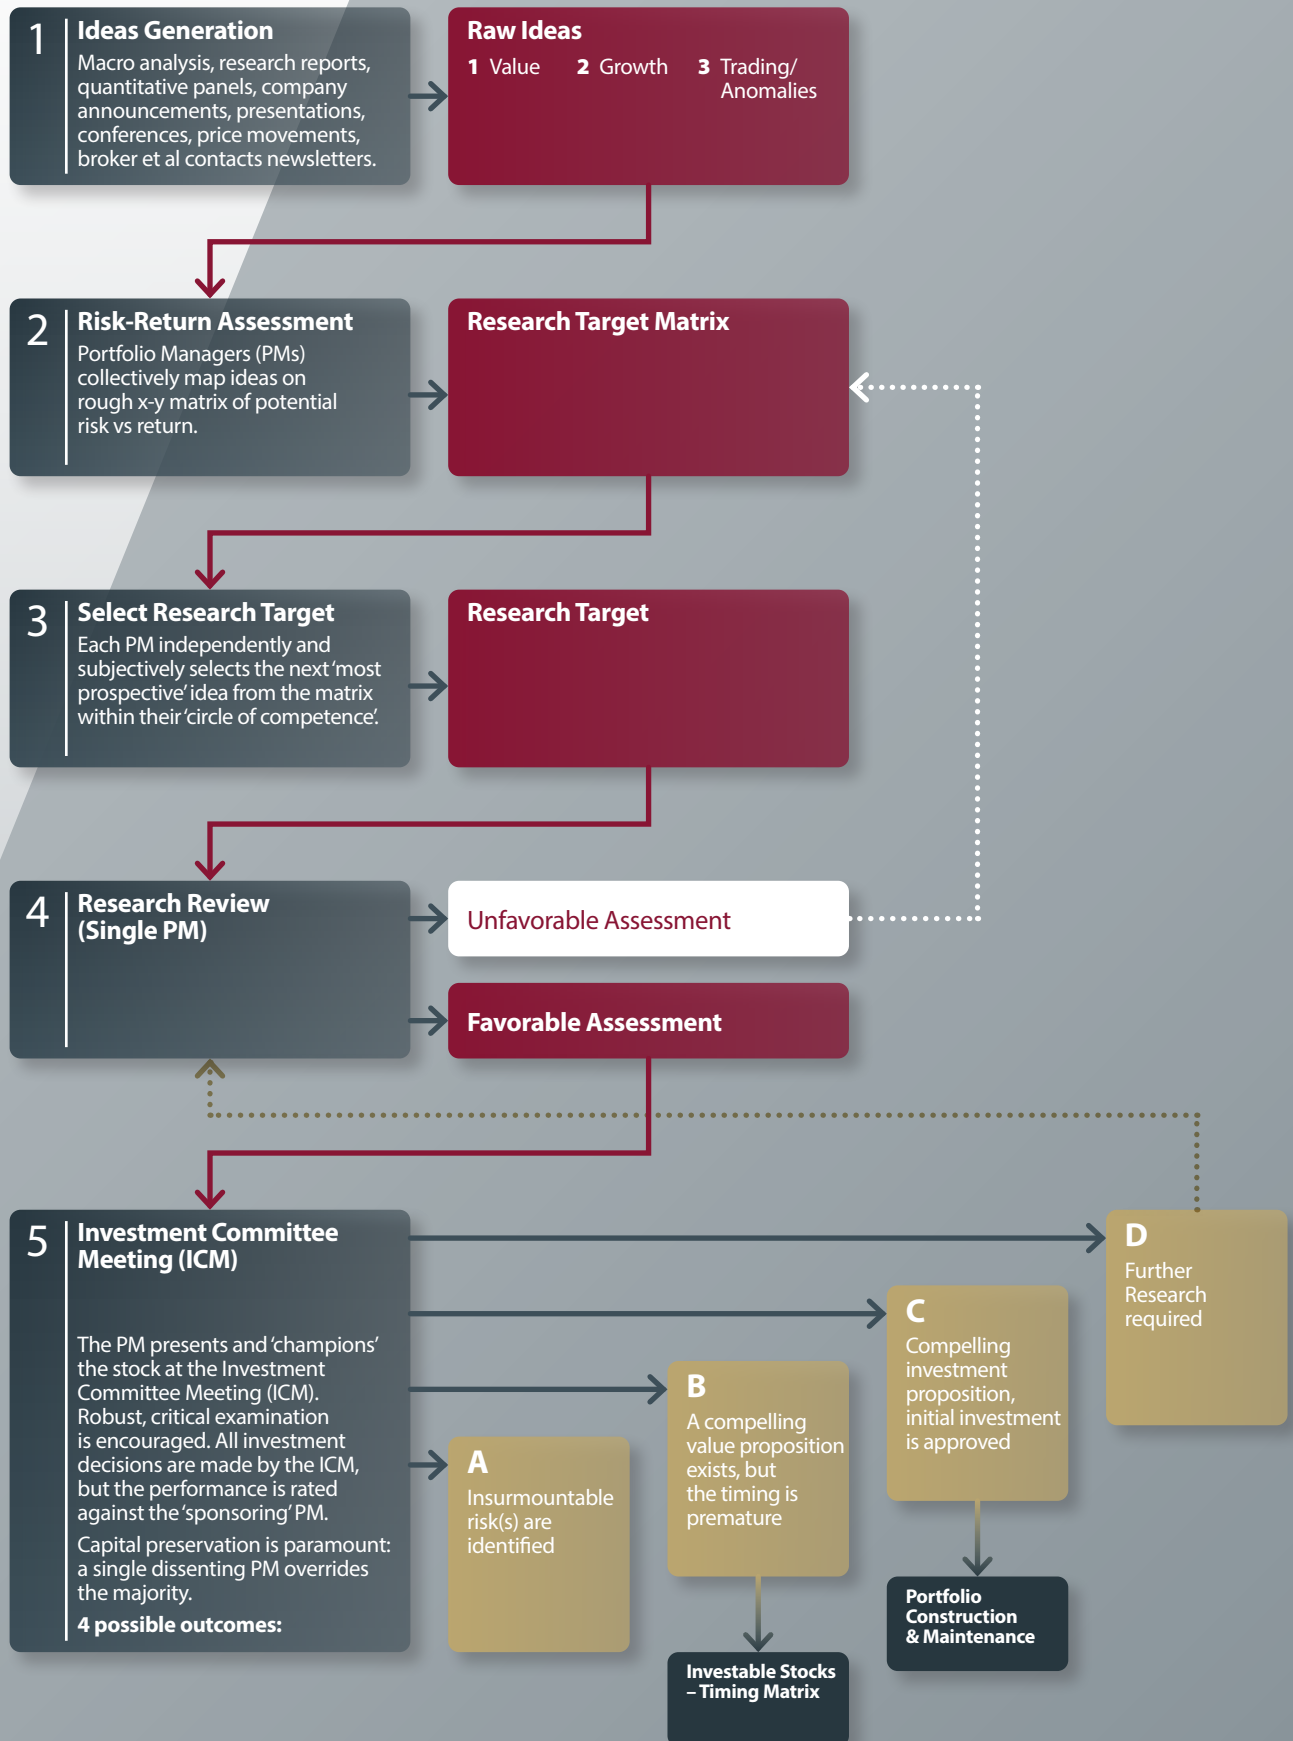 1
Ideas Generation
Macro analysis, research reports,
quantitative panels, company
announcements, presentations,
conferences, price movements,
broker et al contacts newsletters.
Raw Ideas
1 Value 2 Growth 3 Trading/
Anomalies
2
Risk-Return Assessment
Portfolio Managers (PMs)
collectively map ideas on
rough x-y matrix of potential
risk vs return.
Research Target Matrix
3
Select Research Target
Each PM independently and
subjectively selects the next ‘most
prospective’ idea from the matrix
within their ‘circle of competence’.
Research Target
4
Research Review
(Single PM)
Unfavorable Assessment
Favorable Assessment
5
Investment Committee
Meeting (ICM)
The PM presents and ‘champions’
the stock at the Investment
Committee Meeting (ICM).
Robust, critical examination
is encouraged. All investment
decisions are made by the ICM,
but the performance is rated
against the ‘sponsoring’ PM.
Capital preservation is paramount:
a single dissenting PM overrides
the majority.
4 possible outcomes:
A
Insurmountable
risk(s) are
identified
B
A compelling
value proposition
exists, but
the timing is
premature
Investable Stocks
– Timing Matrix
C
Compelling
investment
proposition,
initial investment
is approved
Portfolio
Construction
& Maintenance
D
Further
Research
required